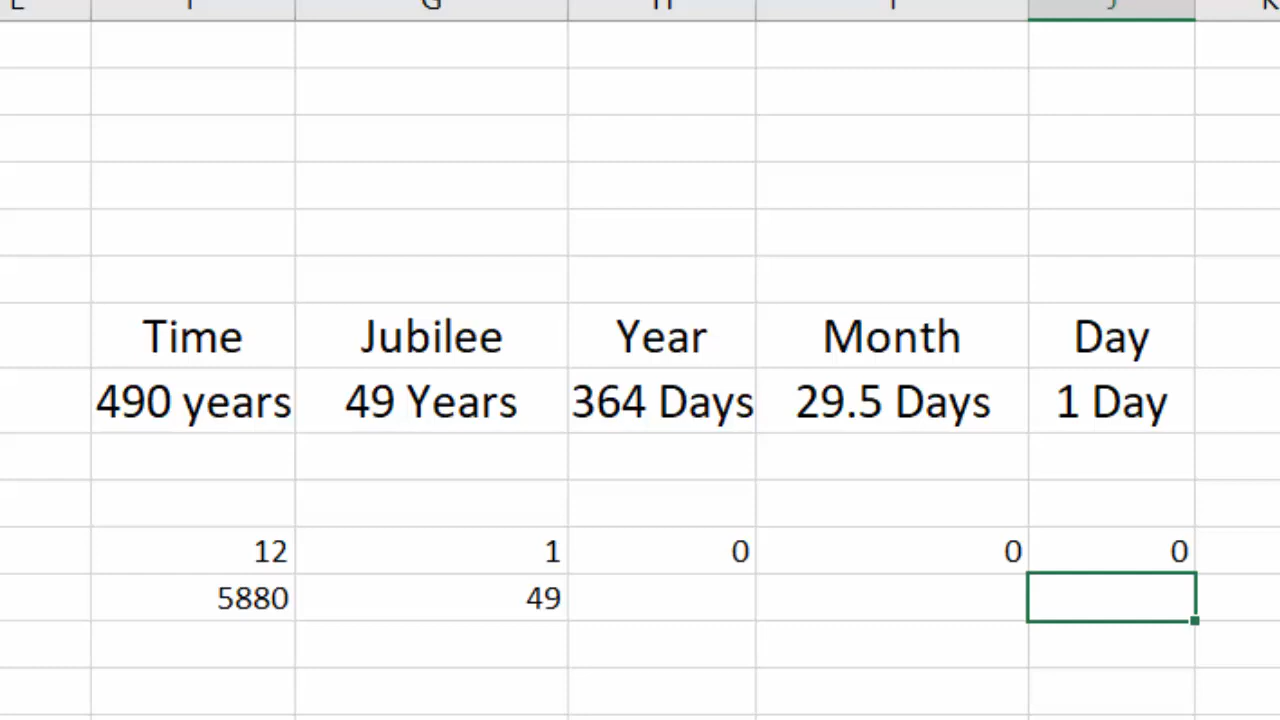 E F G H I J K
Time Jubilee Year Month Day
490 years 49 Years 364 Days 29.5 Days 1 Day
12 1 0 0 0
5880 49